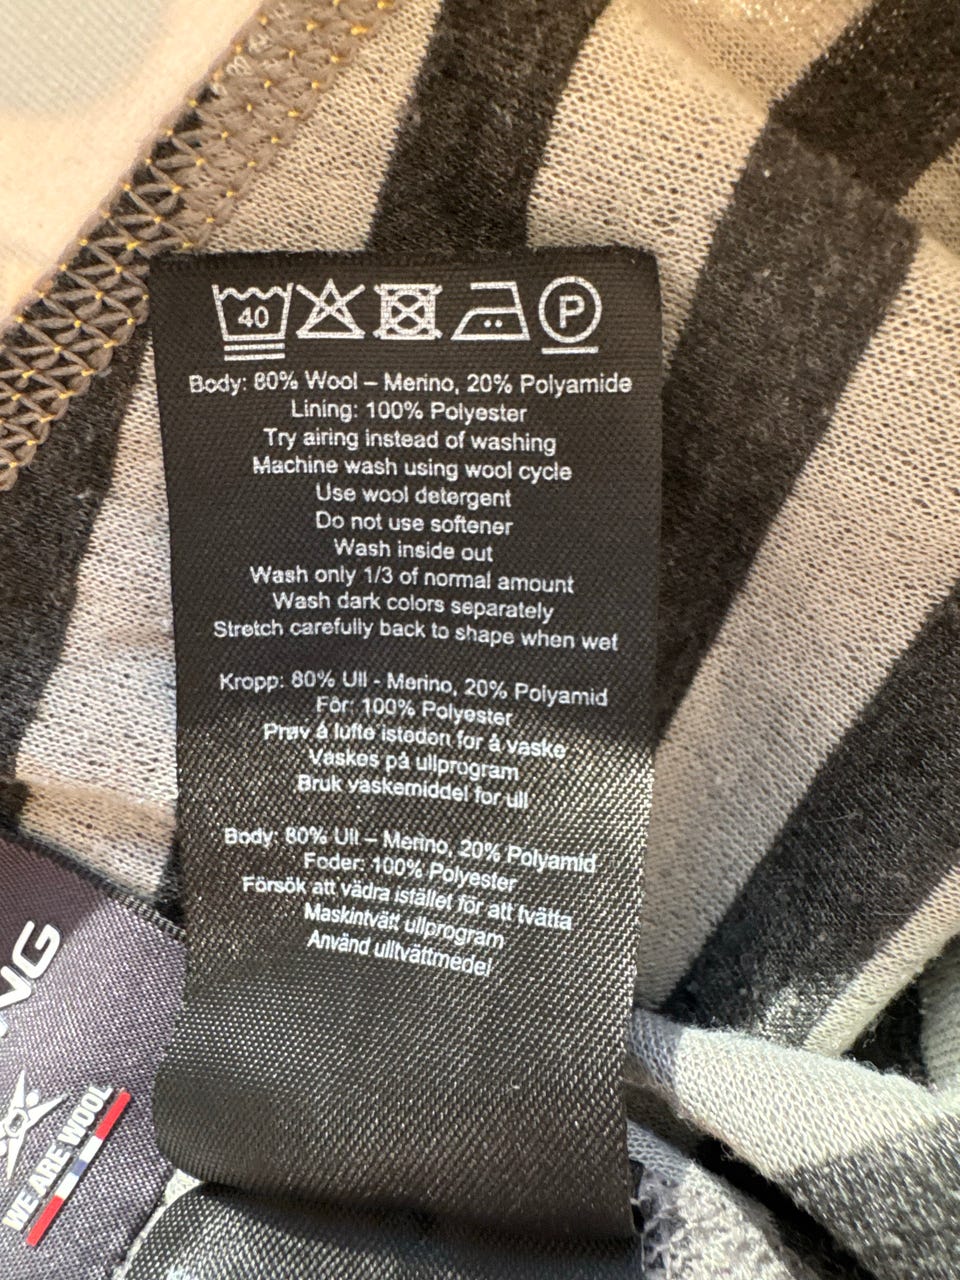 40
P
Body: 80% Wool – Merino, 20% Polyamide
Lining: 100% Polyester
Try airing instead of washing
Machine wash using wool cycle
Use wool detergent
Do not use softener
Wash inside out
Wash only 1/3 of normal amount
Wash dark colors separately
Stretch carefully back to shape when wet
Kropp: 80% Ull - Merino, 20% Polyamid
Fôr: 100% Polyester
Prøv å lufte isteden for å vaske
Vaskes på ullprogram
Bruk vaskemiddel for ull
Body: 80% Ull – Merino, 20% Polyamid
Foder: 100% Polyester
Försök att vädra istället för att tvätta
Maskintvätt ullprogram
Använd ulltvättmedel
NG
WE ARE WOOL